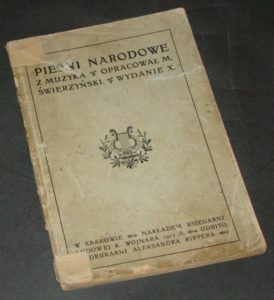 PIEŚNI NARODOWE
Z MUZYKĄ OPRACOWAŁ M.
ŚWIERZYŃSKI. WYDANIE X.
W KRAKOWIE NAKŁADEM KSIĘGARNI
LUDOWEJ K. WOJNARA ODBITO
DRUKARNI ALEKSANDRA RIPPERA